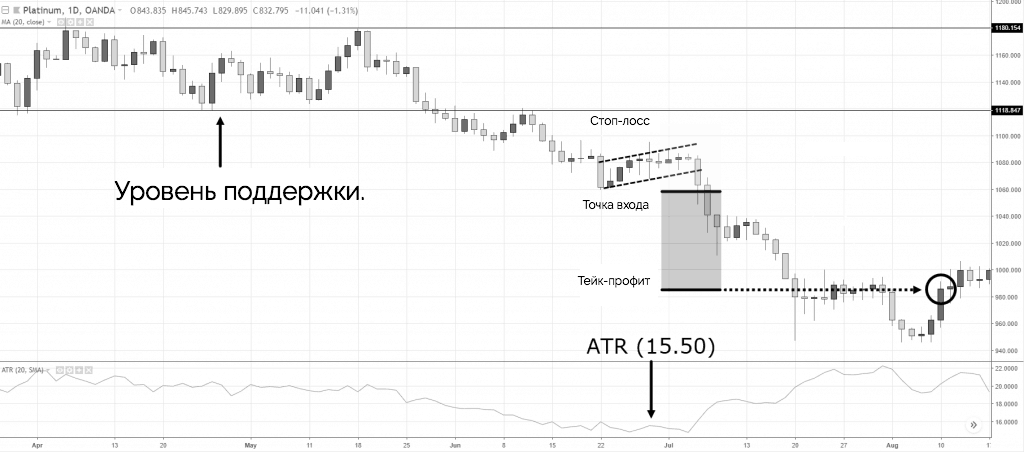 Platinum, 1D, OANDA O843.835 H845.743 L829.895 C832.795 −11.041 (−1.31%)
MA (20, close)
1200.000
1180.154
1160.000
1140.000
1118.847
1100.000
1080.000
1060.000
1040.000
1020.000
1000.000
980.000
960.000
940.000
Стоп-лосс
Уровень поддержки.
Точка входа
Тейк-профит
ATR (15.50)
ATR (20, SMA)
22.0000
18.0000
16.0000
Apr 13 20 May 11 18 25 Jun 8 15 22 Jul 13 20 27 Aug 10